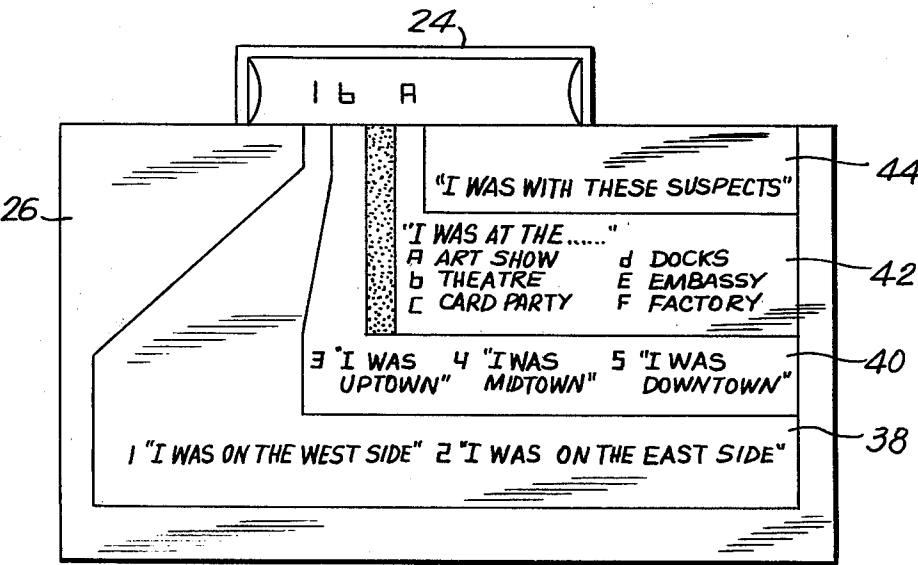 24
1 b A
26
44
"I WAS WITH THESE SUSPECTS"
"I WAS AT THE......"
A ART SHOW d DOCKS
b THEATRE E EMBASSY
C CARD PARTY F FACTORY
42
3 "I WAS UPTOWN" 4 "I WAS MIDTOWN" 5 "I WAS DOWNTOWN"
40
1 "I WAS ON THE WEST SIDE" 2 "I WAS ON THE EAST SIDE"
38